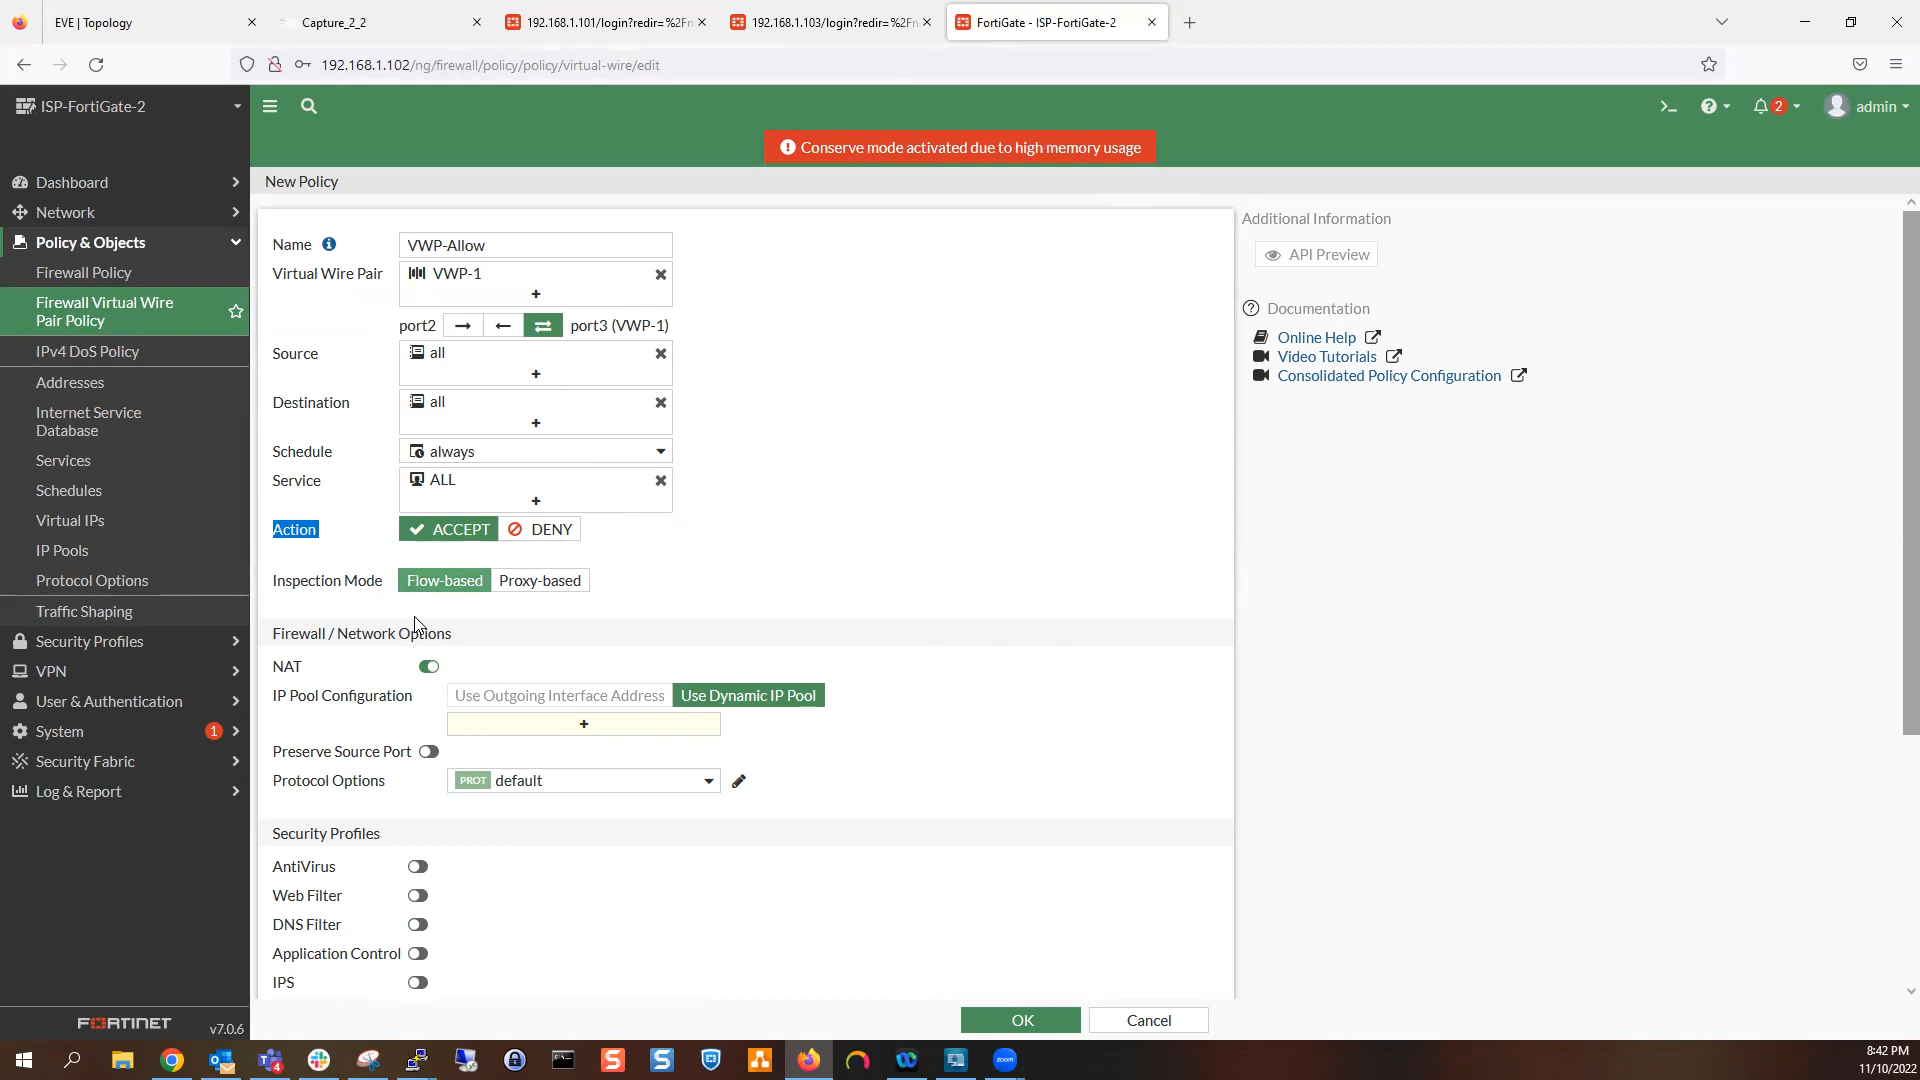 EVE | Topology
Capture_2_2
192.168.1.101/login?redir=%2Fn
192.168.1.103/login?redir=%2Fn
FortiGate - ISP-FortiGate-2
192.168.1.102/ng/firewall/policy/policy/virtual-wire/edit
ISP-FortiGate-2
2
admin
Conserve mode activated due to high memory usage
Dashboard
Network
Policy & Objects
Firewall Policy
Firewall Virtual Wire
Pair Policy
IPv4 DoS Policy
Addresses
Internet Service
Database
Services
Schedules
Virtual IPs
IP Pools
Protocol Options
Traffic Shaping
Security Profiles
VPN
User & Authentication
System
1
Security Fabric
Log & Report
FORTINET
v7.0.6
New Policy
Name
VWP-Allow
Virtual Wire Pair
VWP-1
port2
port3 (VWP-1)
Source
all
Destination
all
Schedule
always
Service
ALL
Action
ACCEPT
DENY
Inspection Mode
Flow-based
Proxy-based
Firewall / Network Options
NAT
IP Pool Configuration
Use Outgoing Interface Address
Use Dynamic IP Pool
Preserve Source Port
Protocol Options
PROT
default
Security Profiles
AntiVirus
Web Filter
DNS Filter
Application Control
IPS
OK
Cancel
Additional Information
API Preview
Documentation
Online Help
Video Tutorials
Consolidated Policy Configuration
4
zoom
8:42 PM
11/10/2022